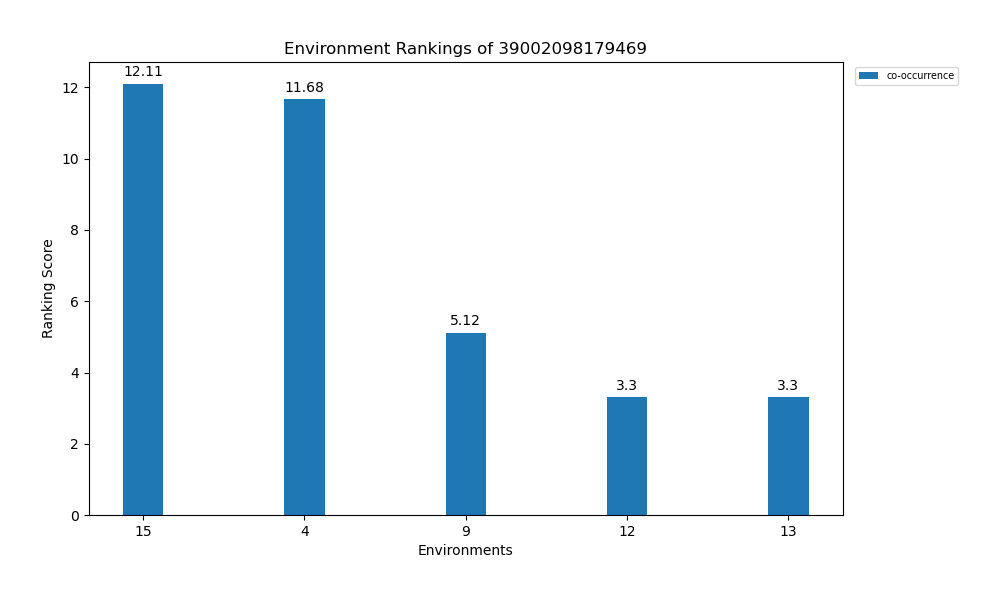 Environment Rankings of 39002098179469
co-occurrence
Ranking Score
12
10
8
6
4
2
0
12.11
11.68
5.12
3.3
3.3
15 4 9 12 13
Environments